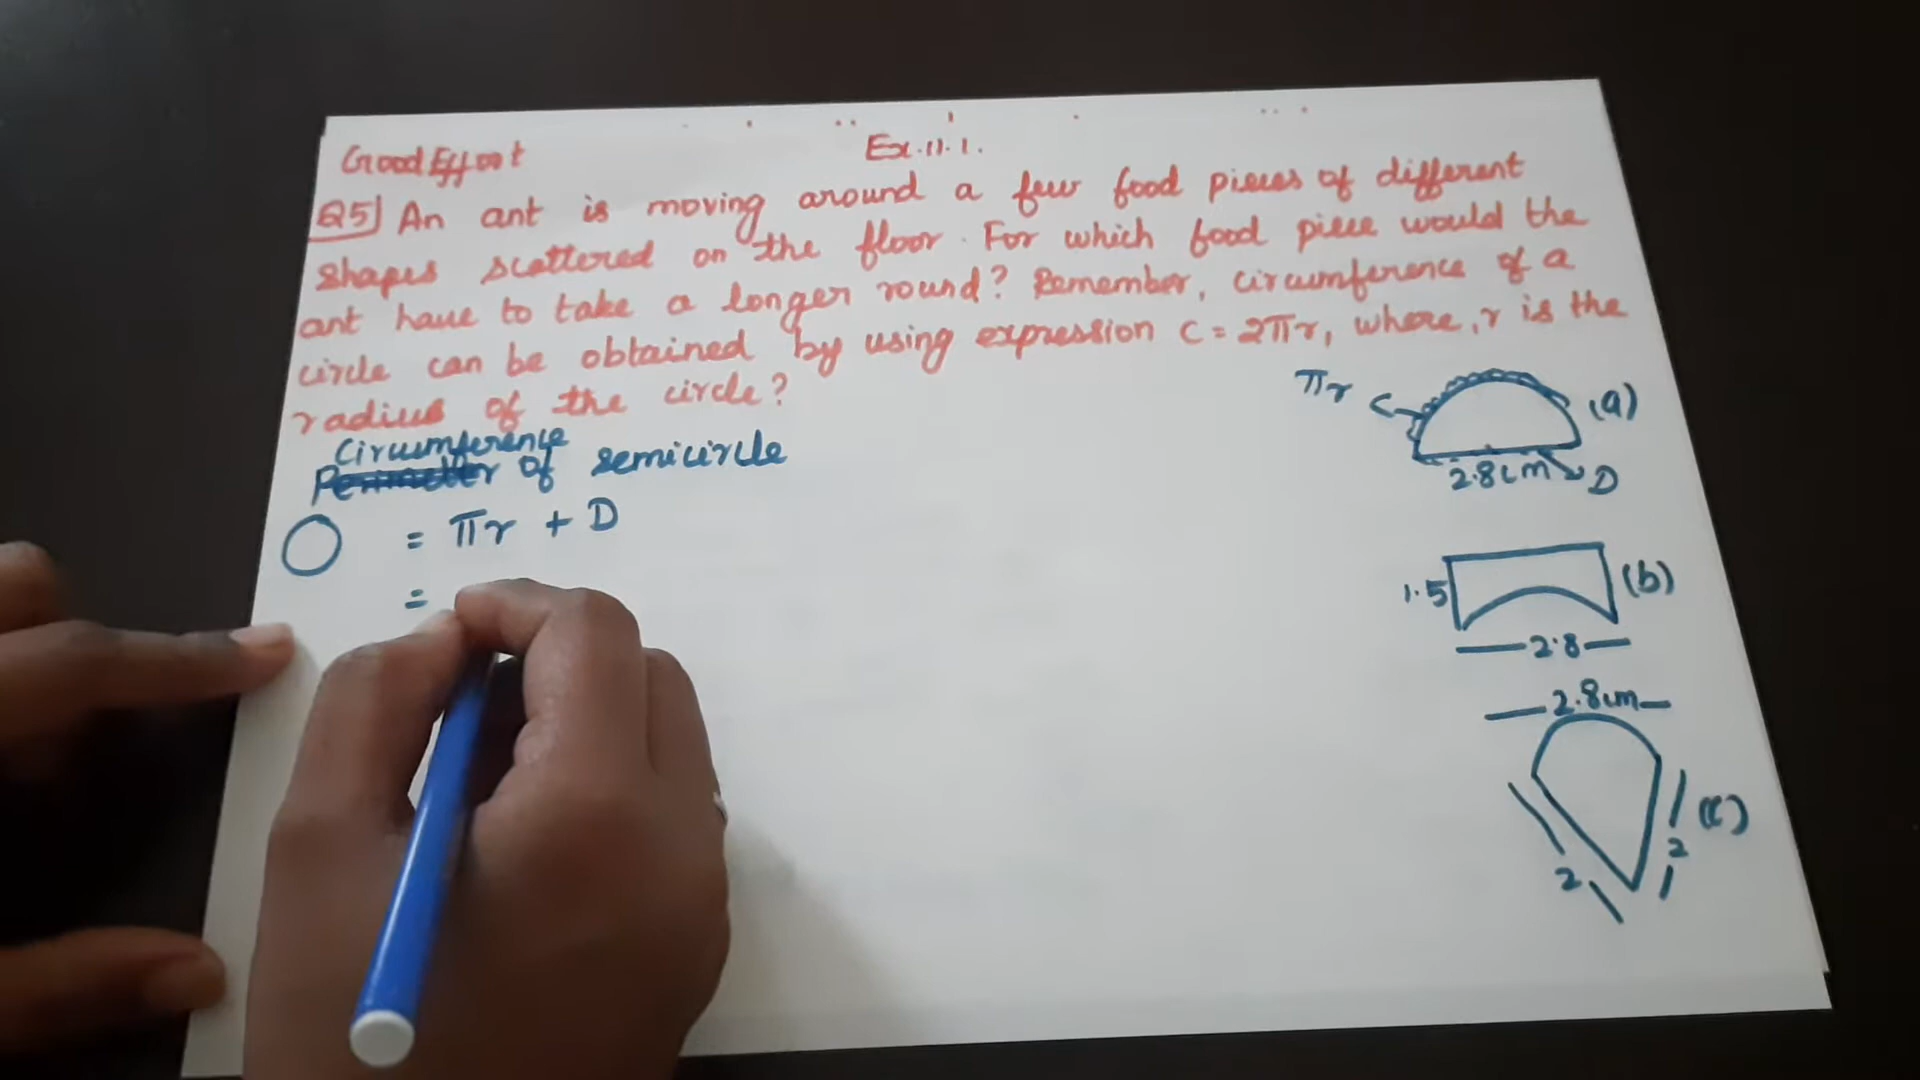 Good Effort
Ex.11.1.
Q5) An ant is moving around a few food pieces of different
shapes scattered on the floor. For which food piece would the
ant have to take a longer round? Remember, circumference of a
circle can be obtained by using expression C = 2πr, where, r is the
radius of the circle?
Circumference
Perimeter of semicircle
= πr + D
=
πr
(a)
2.8cm
D
1.5
(b)
2.8
2.8cm
(c)
2
2